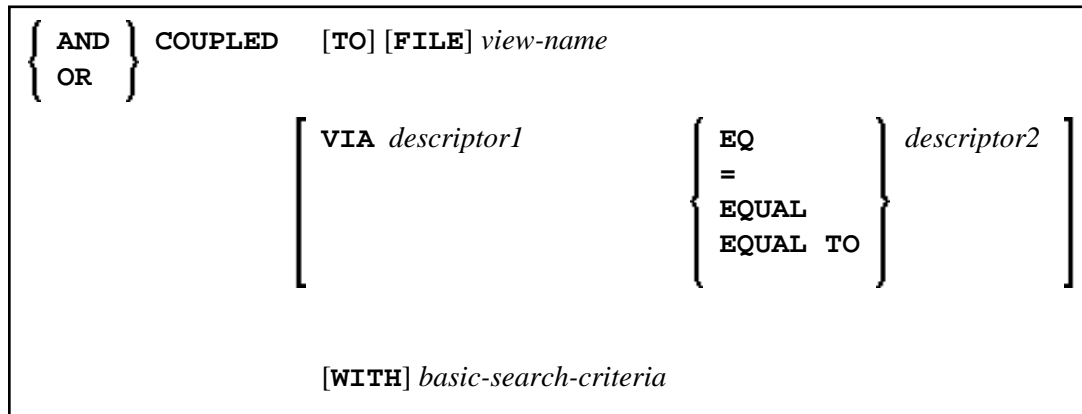 AND COUPLED [TO] [FILE] view-name
OR
VIA descriptor1 EQ descriptor2
=
EQUAL
EQUAL TO
[WITH] basic-search-criteria